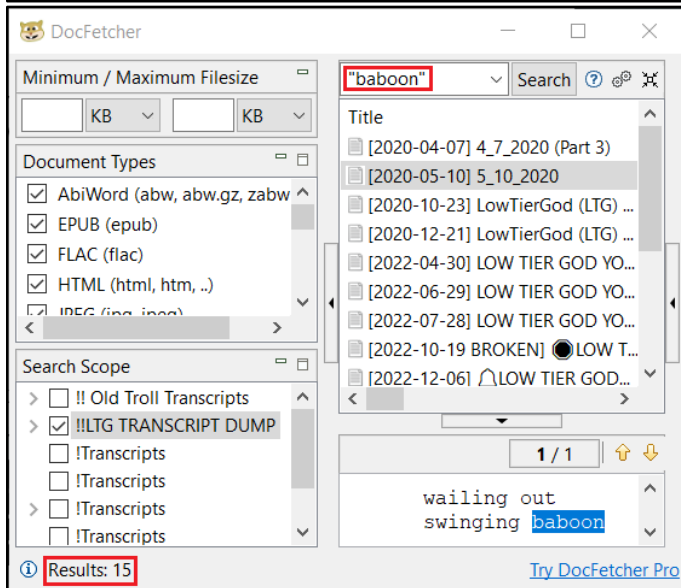 DocFetcher
Minimum / Maximum Filesize
KB KB
Document Types
AbiWord (abw, abw.gz, zabw
EPUB (epub)
FLAC (flac)
HTML (html, htm, ..)
JPEG (jpg, jpeg)
Search Scope
!! Old Troll Transcripts
!!LTG TRANSCRIPT DUMP
!Transcripts
!Transcripts
!Transcripts
!Transcripts
"baboon" Search
Title
[2020-04-07] 4_7_2020 (Part 3)
[2020-05-10] 5_10_2020
[2020-10-23] LowTierGod (LTG) ...
[2020-12-21] LowTierGod (LTG) ...
[2022-04-30] LOW TIER GOD YO...
[2022-06-29] LOW TIER GOD YO...
[2022-07-28] LOW TIER GOD YO...
[2022-10-19 BROKEN] LOW T...
[2022-12-06] LOW TIER GOD...
1 / 1
wailing out
swinging baboon
Results: 15
Try DocFetcher Pro